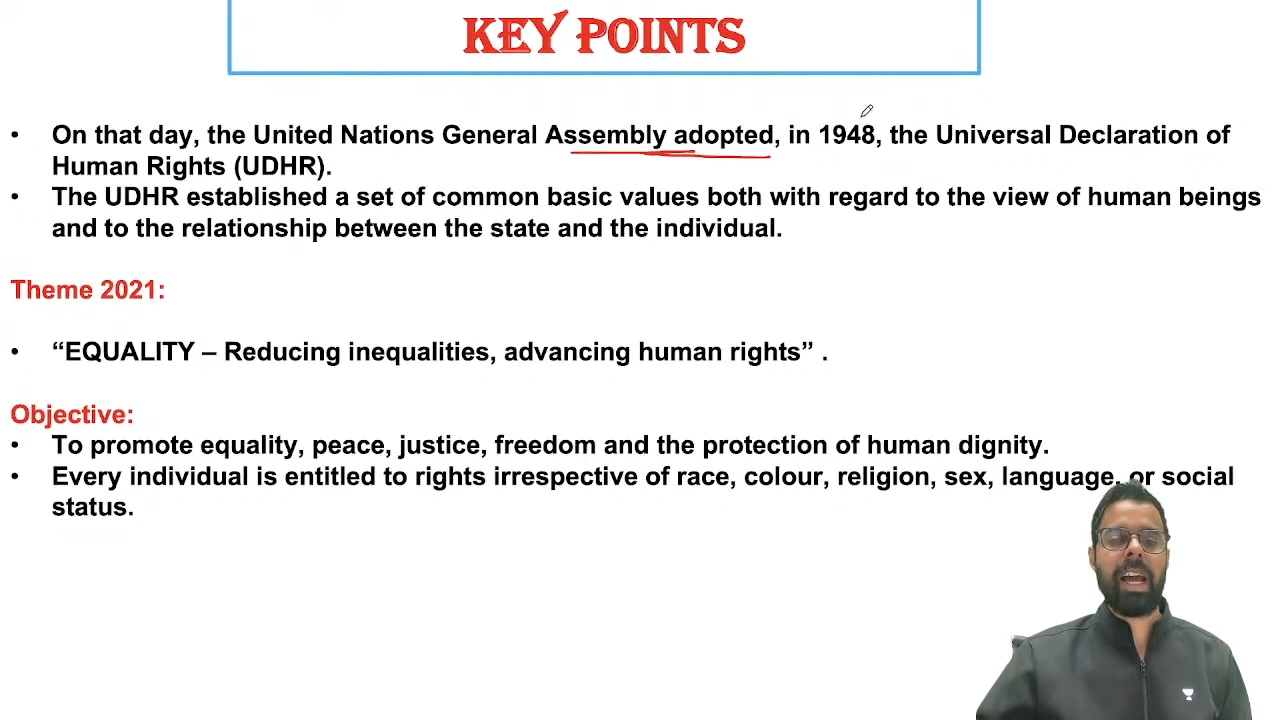 KEY POINTS
• On that day, the United Nations General Assembly adopted, in 1948, the Universal Declaration of
Human Rights (UDHR).
• The UDHR established a set of common basic values both with regard to the view of human beings
and to the relationship between the state and the individual.
Theme 2021:
• “EQUALITY – Reducing inequalities, advancing human rights” .
Objective:
• To promote equality, peace, justice, freedom and the protection of human dignity.
• Every individual is entitled to rights irrespective of race, colour, religion, sex, language, or social
status.